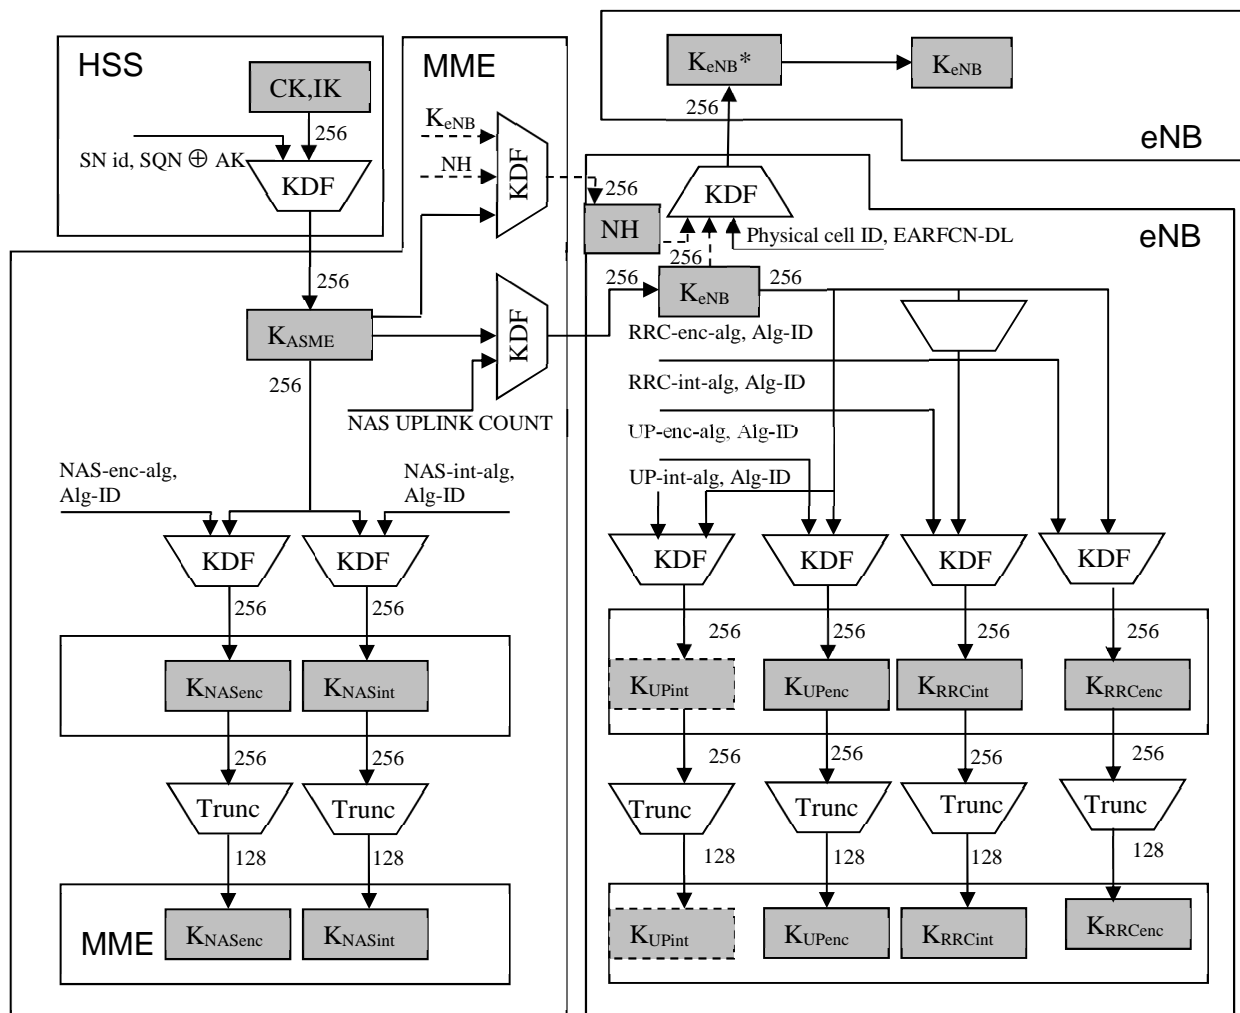 HSS
MME
CK,IK
256
SN id, SQN ⊕ AK
KDF
256
KeNB
NH
KDF
KeNB*
KeNB
256
eNB
KDF
256
NH
Physical cell ID, EARFCN-DL
eNB
256
256
KeNB
256
KASME
256
KDF
NAS UPLINK COUNT
RRC-enc-alg, Alg-ID
RRC-int-alg, Alg-ID
UP-enc-alg, Alg-ID
UP-int-alg, Alg-ID
NAS-enc-alg,
Alg-ID
NAS-int-alg,
Alg-ID
KDF
KDF
KDF
KDF
KDF
KDF
256
256
256
256
256
256
KNASenc
KNASint
KUPint
KUPenc
KRRCint
KRRCenc
256
256
256
256
256
256
Trunc
Trunc
Trunc
Trunc
Trunc
Trunc
128
128
128
128
128
128
MME
KNASenc
KNASint
KUPint
KUPenc
KRRCint
KRRCenc